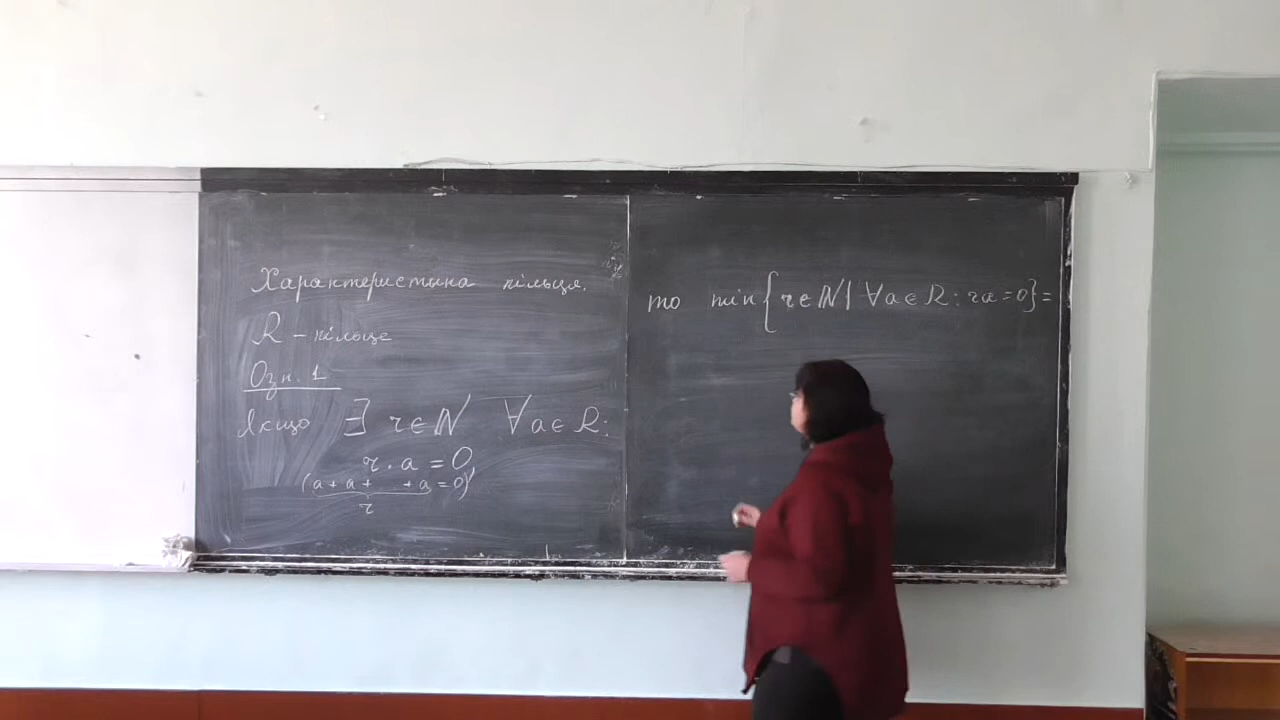 Характеристика кільця.
R – кільце
Озн. 1
Якщо ∃ r ∈ ℕ ∀ a ∈ R:
r · a = 0
(a + a + ... + a = 0)
r
то min { r ∈ ℕ | ∀ a ∈ R : ra = 0 } =